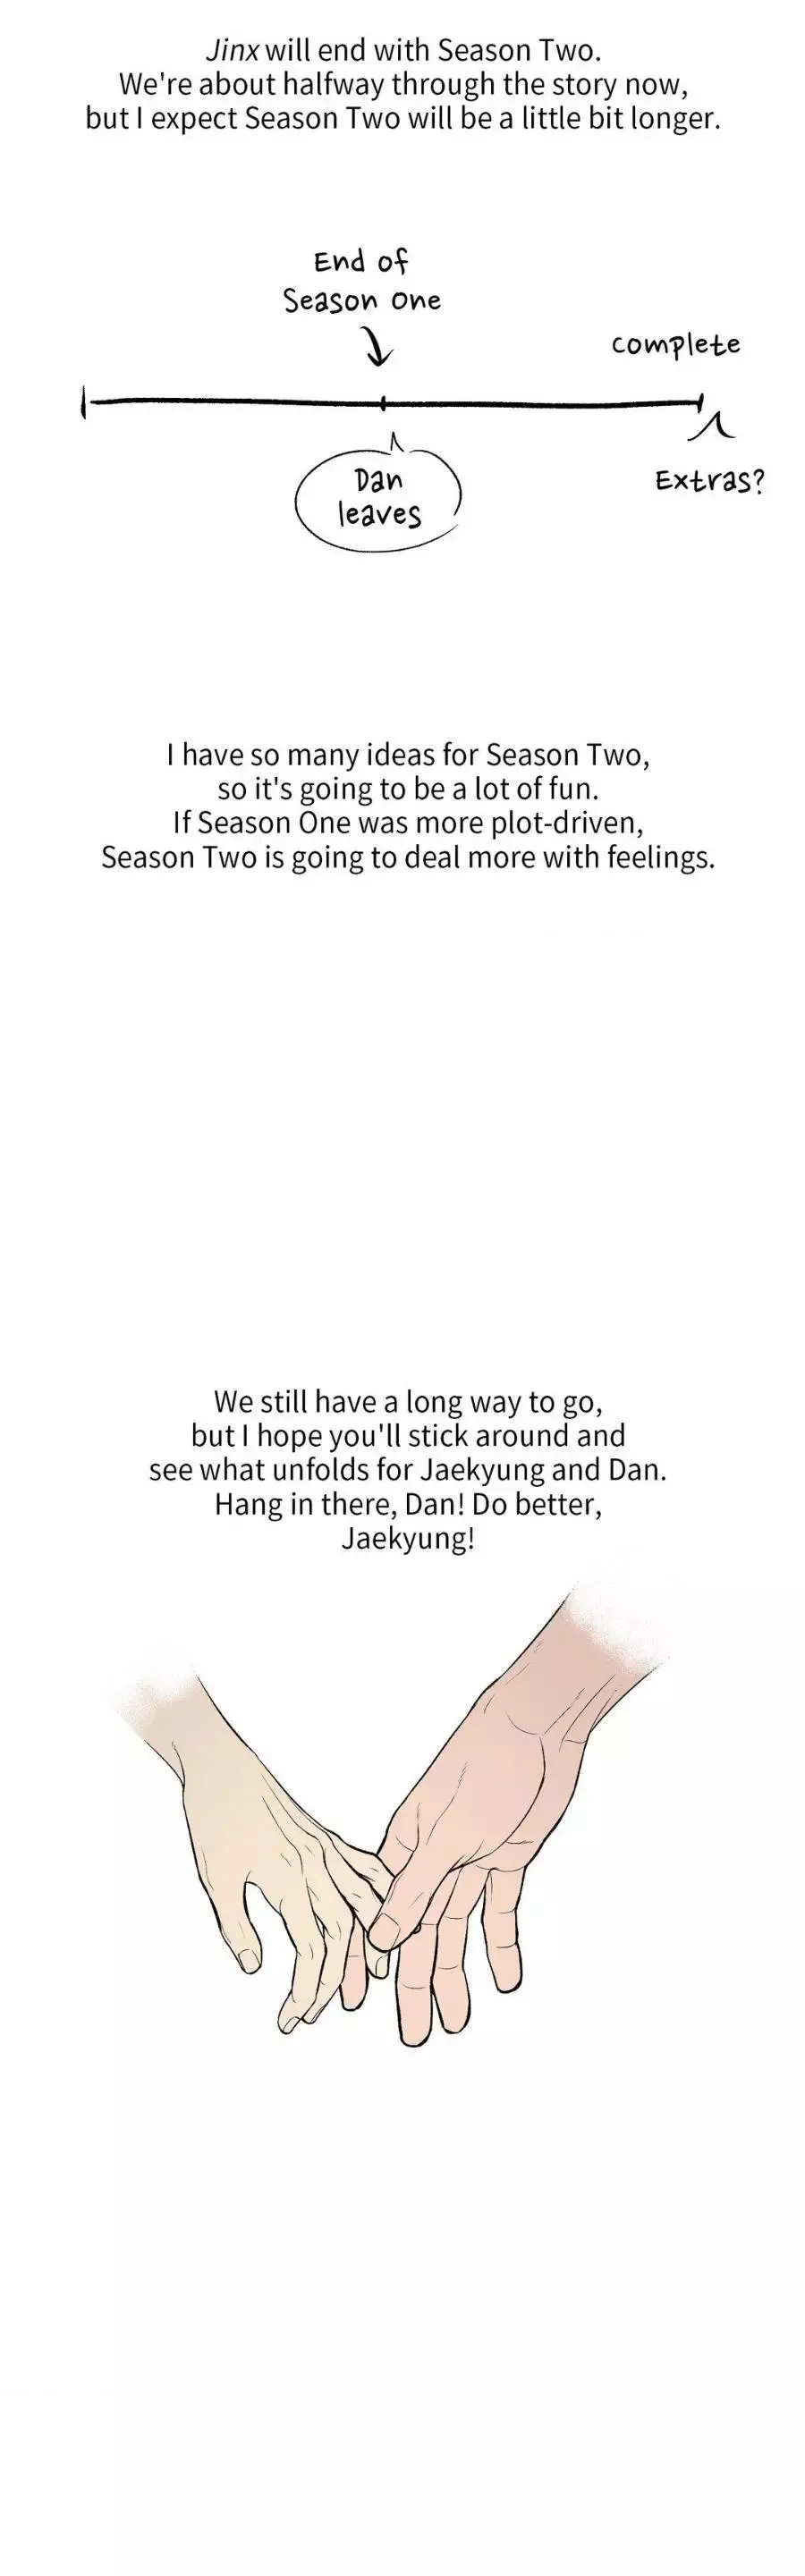 Jinx will end with Season Two.
We're about halfway through the story now,
but I expect Season Two will be a little bit longer.
End of
Season One
complete
Dan
leaves
Extras?
I have so many ideas for Season Two,
so it's going to be a lot of fun.
If Season One was more plot-driven,
Season Two is going to deal more with feelings.
We still have a long way to go,
but I hope you'll stick around and
see what unfolds for Jaekyung and Dan.
Hang in there, Dan! Do better,
Jaekyung!